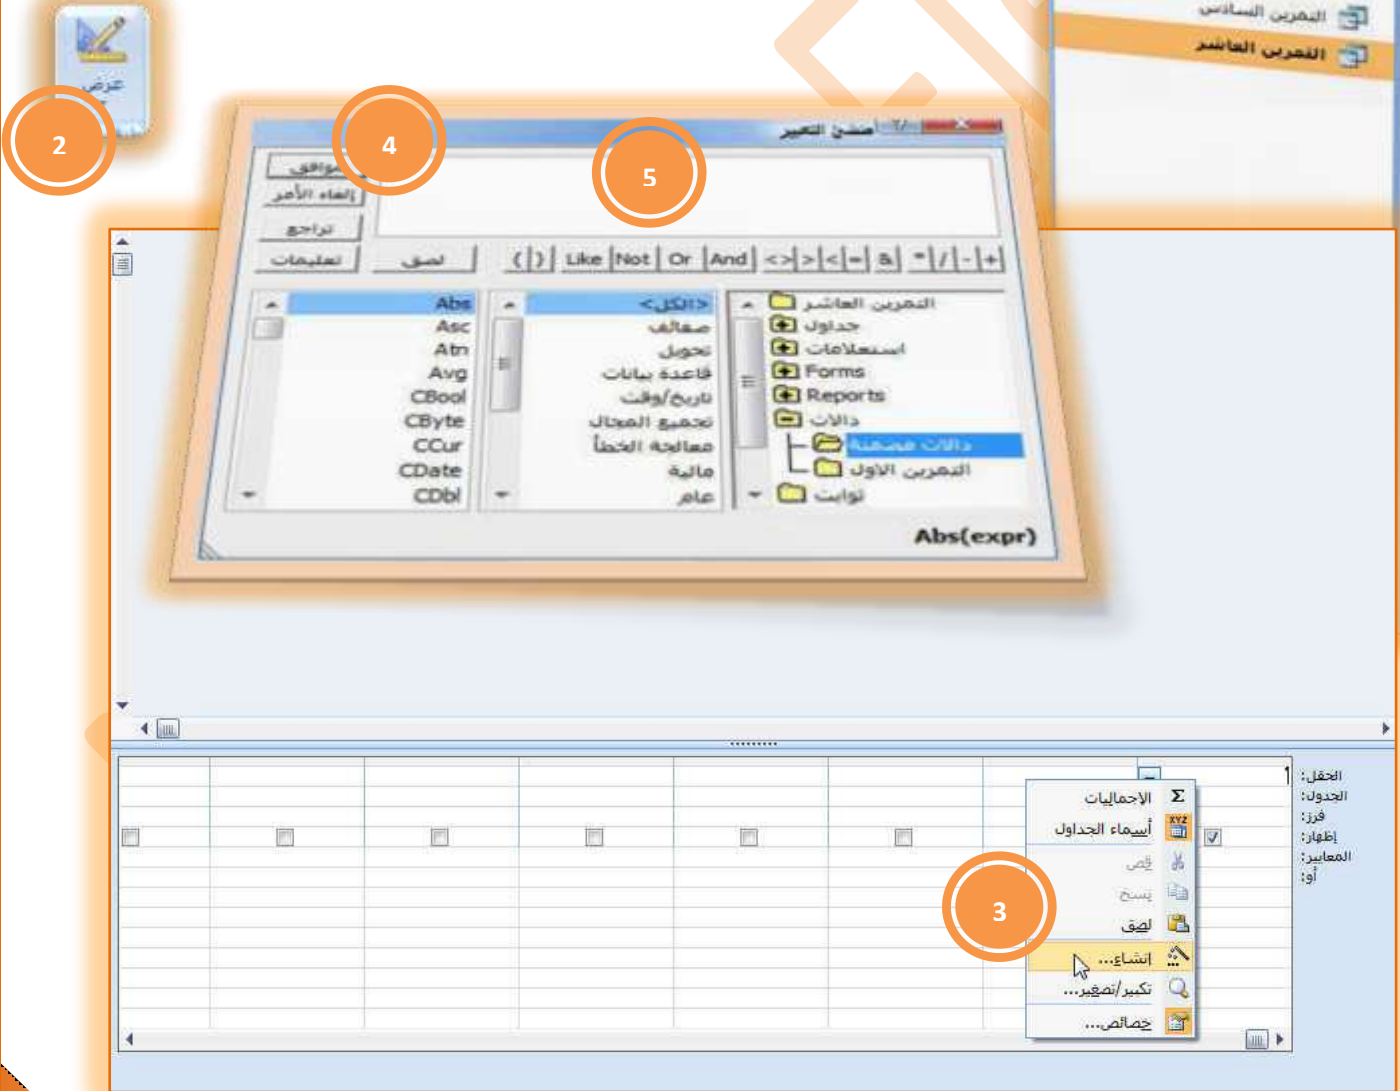 التمرين السادس
التمرين العاشر
عرض
2
4
5
منشئ التعبير
موافق
إلغاء الأمر
تراجع
تعليمات
لصق
+ - / * & = > < <> And Or Not Like ( )
التمرين العاشر
جداول
استعلامات
Forms
Reports
دالات
دالات مضمنة
التمرين الاول
ثوابت
<الكل>
صفائف
تحويل
قاعدة بيانات
تاريخ/وقت
تجميع المجال
معالجة الخطأ
مالية
عام
Abs
Asc
Atn
Avg
CBool
CByte
CCur
CDate
CDbl
Abs(expr)
الحقل:
الجدول:
فرز:
إظهار:
المعايير:
أو:
1
الإجماليات
أسماء الجداول
قص
نسخ
لصق
إنشاء...
تكبير/تصغير...
خصائص...
3